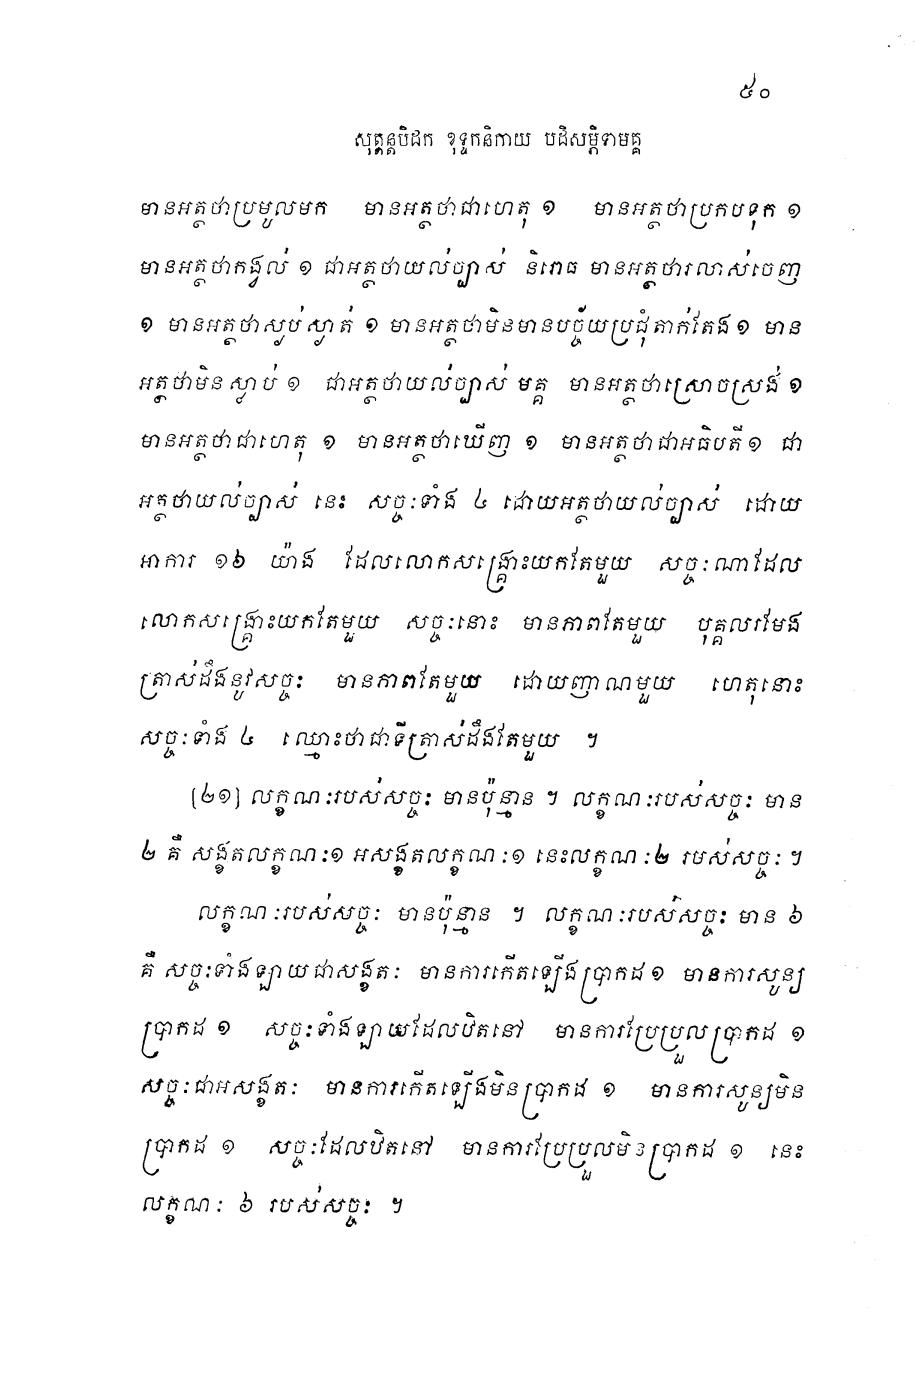 ៥០
សុត្តន្តបិដក ខុទ្ទកនិកាយ បដិសម្ភិទាមគ្គ
មានអត្ថថាប្រមូលមក មានអត្ថថាជាហេតុ ១ មានអត្ថថាប្រកបទុក ១
មានអត្ថថាកង្វល់ ១ ជាអត្ថថាយល់ច្បាស់ និរោធ មានអត្ថថារលាស់ចេញ
១ មានអត្ថថាស្ងប់ស្ងាត់ ១ មានអត្ថថាមិនមានបច្ច័យប្រជុំតាក់តែង ១ មាន
អត្ថថាមិនស្លាប់ ១ ជាអត្ថថាយល់ច្បាស់ មគ្គ មានអត្ថថាស្រោចស្រង់ ១
មានអត្ថថាជាហេតុ ១ មានអត្ថថាឃើញ ១ មានអត្ថថាជាអធិបតី ១ ជា
អត្ថថាយល់ច្បាស់ នេះ សច្ចៈទាំង ៤ ដោយអត្ថថាយល់ច្បាស់ ដោយ
អាការ ១៦ យ៉ាង ដែលលោកសង្គ្រោះយកតែមួយ សច្ចៈណាដែល
លោកសង្គ្រោះយកតែមួយ សច្ចៈនោះ មានភាពតែមួយ បុគ្គលរមែង
ត្រាស់ដឹងនូវសច្ចៈ មានភាពតែមួយ ដោយញាណមួយ ហេតុនោះ
សច្ចៈទាំង ៤ ឈ្មោះថាជាទីត្រាស់ដឹងតែមួយ ។
(២១) លក្ខណៈរបស់សច្ចៈ មានប៉ុន្មាន ។ លក្ខណៈរបស់សច្ចៈ មាន
២ គឺ សង្ខតលក្ខណៈ១ អសង្ខតលក្ខណៈ១ នេះលក្ខណៈ២ របស់សច្ចៈ ។
លក្ខណៈរបស់សច្ចៈ មានប៉ុន្មាន ។ លក្ខណៈរបស់សច្ចៈ មាន ៦
គឺ សច្ចៈទាំងឡាយជាសង្ខតៈ មានការកើតឡើងប្រាកដ១ មានការសូន្យ
ប្រាកដ ១ សច្ចៈទាំងឡាយដែលឋិតនៅ មានការប្រែប្រួលប្រាកដ ១
សច្ចៈជាអសង្ខតៈ មានការកើតឡើងមិនប្រាកដ ១ មានការសូន្យមិន
ប្រាកដ ១ សច្ចៈដែលឋិតនៅ មានការប្រែប្រួលមិនប្រាកដ ១ នេះ
លក្ខណៈ ៦ របស់សច្ចៈ ។